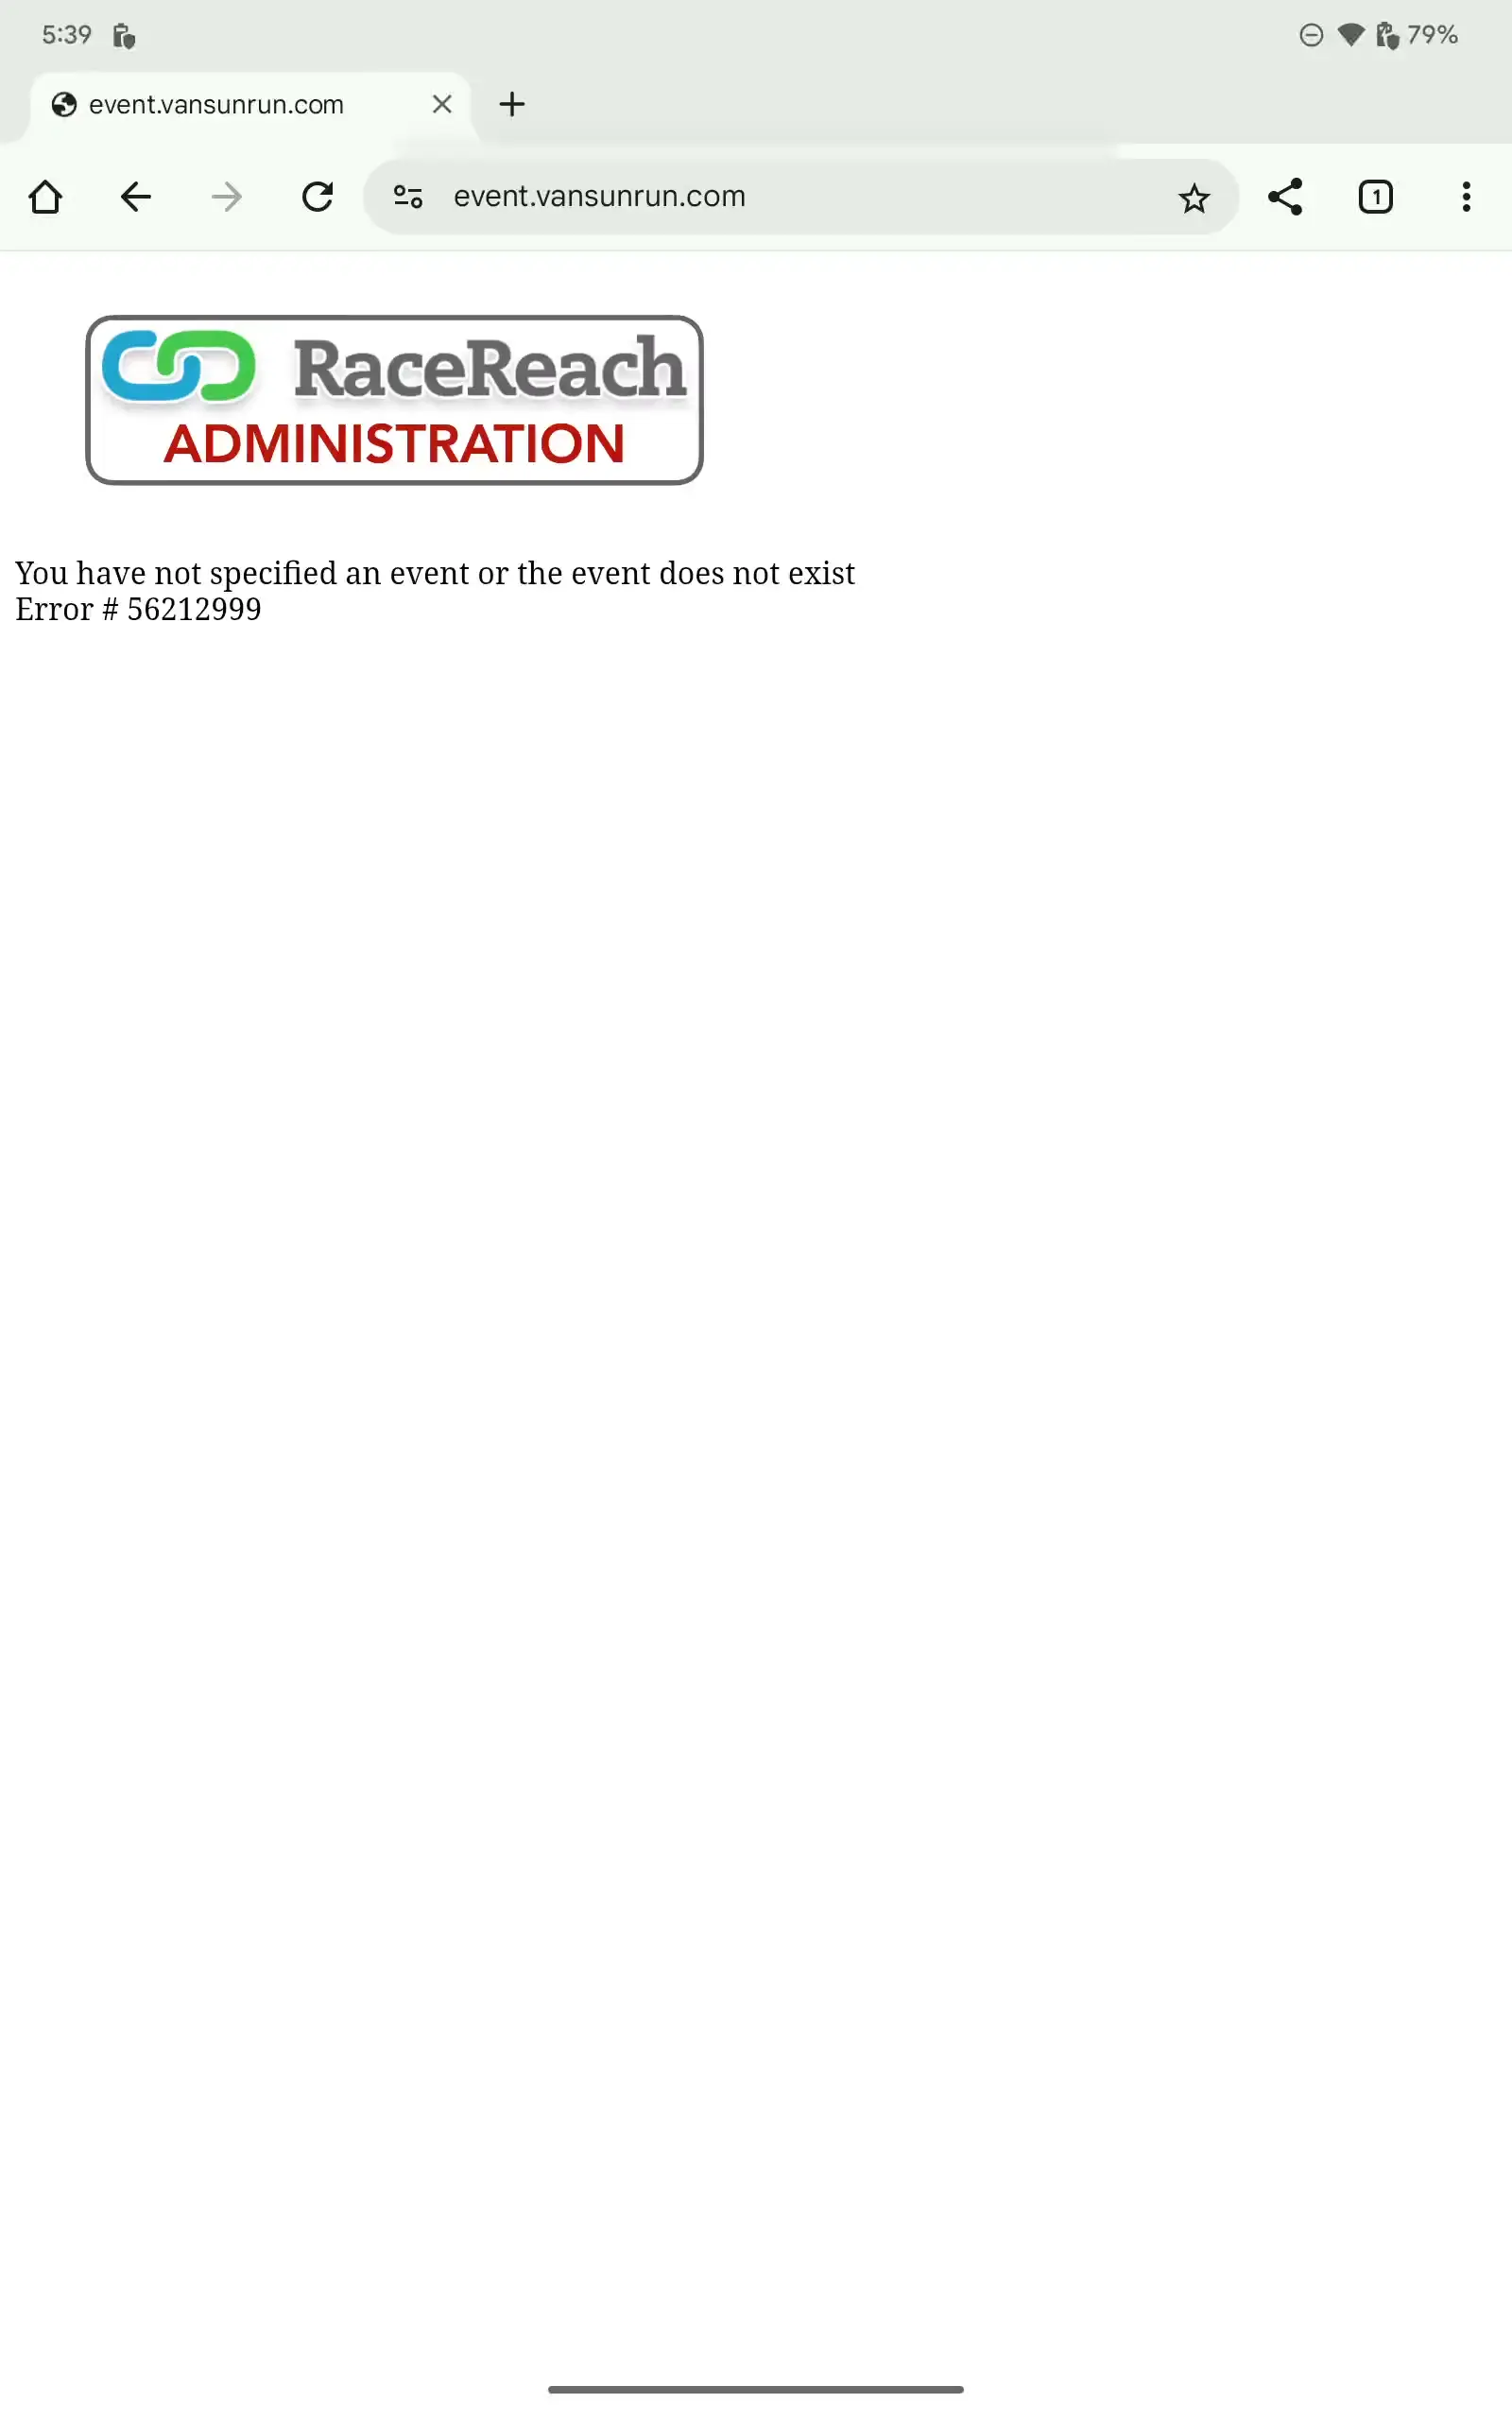 5:39
79%
event.vansunrun.com
event.vansunrun.com
1
RaceReach
ADMINISTRATION
You have not specified an event or the event does not exist
Error # 56212999